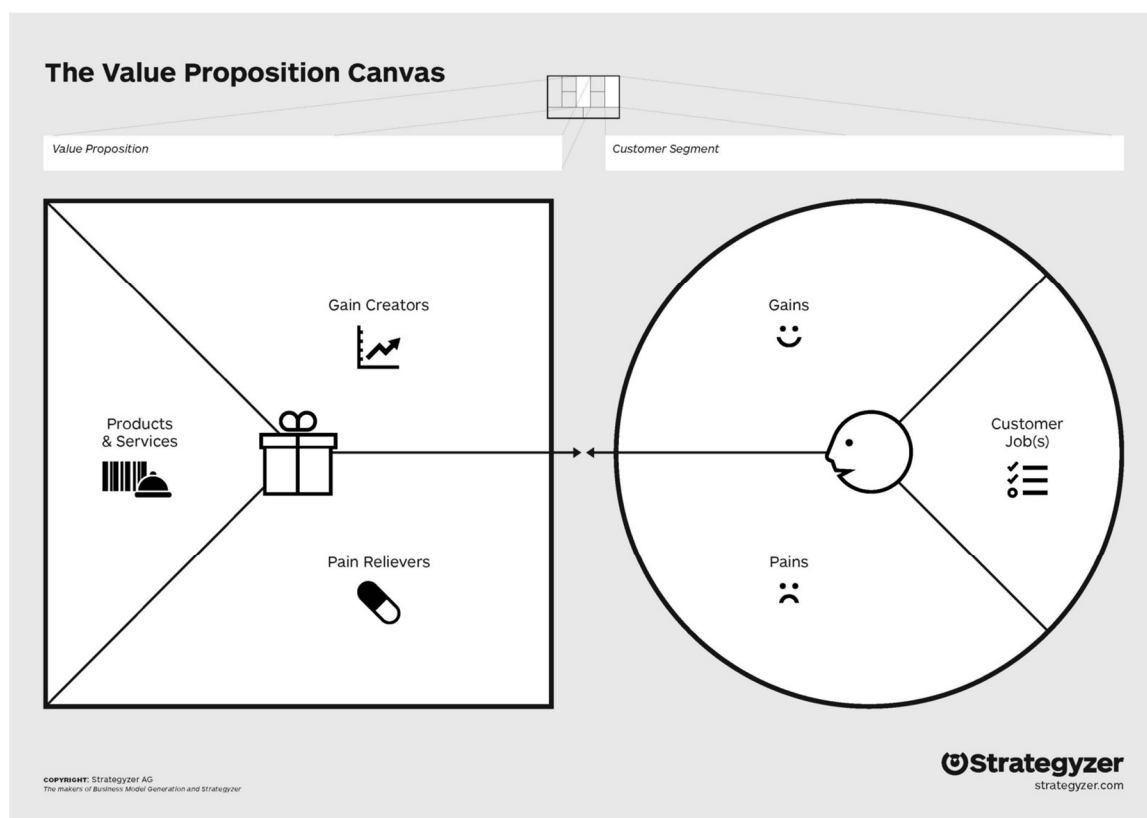 The Value Proposition Canvas
Value Proposition
Customer Segment
Gain Creators
Gains
Products
& Services
Customer
Job(s)
Pain Relievers
Pains
COPYRIGHT: Strategyzer AG
The makers of Business Model Generation and Strategyzer
Strategyzer
strategyzer.com